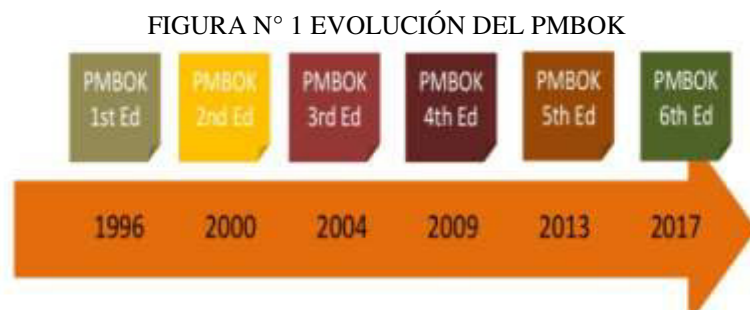 FIGURA N° 1 EVOLUCIÓN DEL PMBOK
PMBOK
1st Ed
PMBOK
2nd Ed
PMBOK
3rd Ed
PMBOK
4th Ed
PMBOK
5th Ed
PMBOK
6th Ed
1996 2000 2004 2009 2013 2017